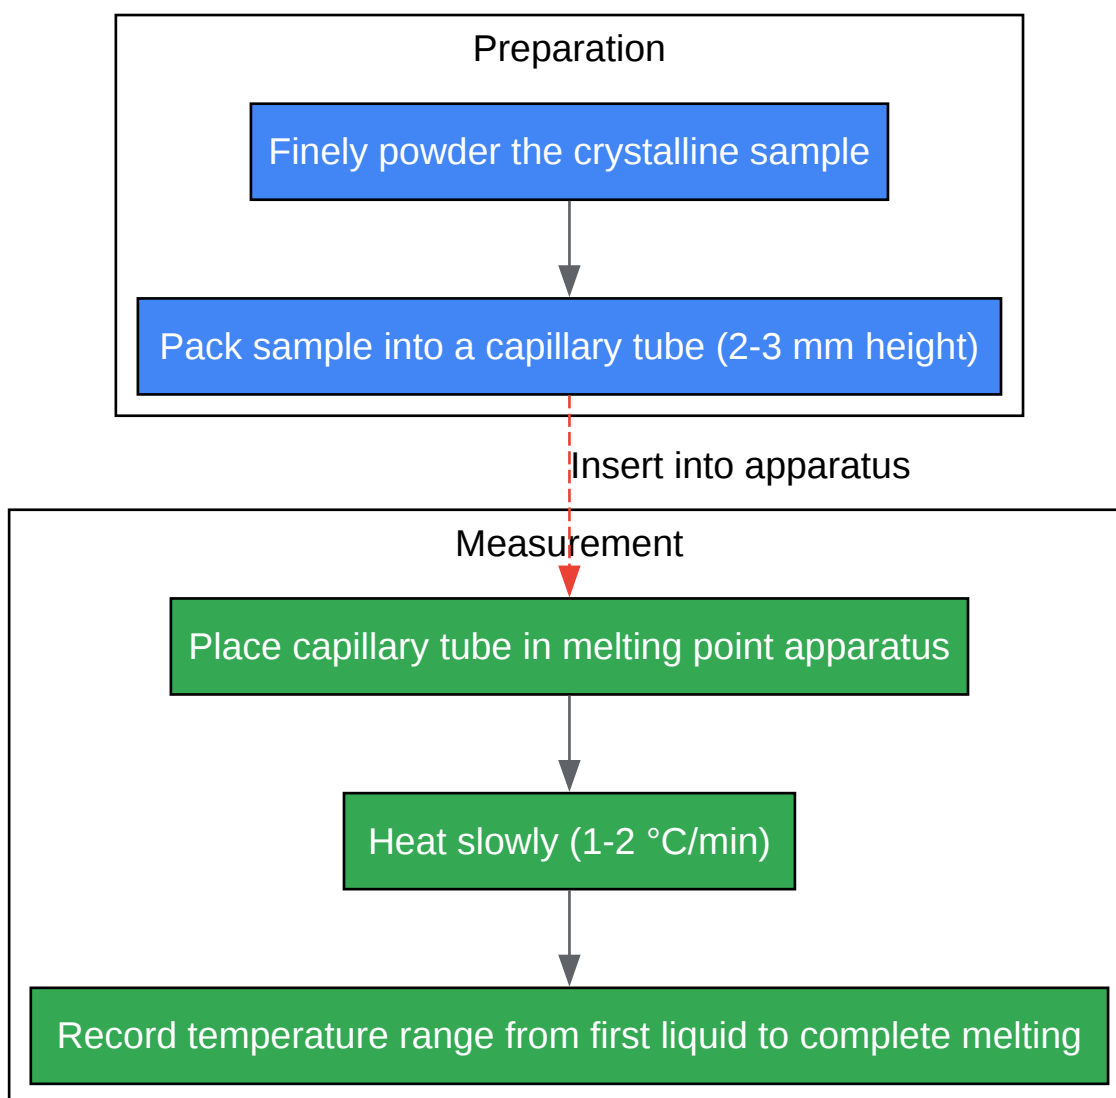 Preparation
Finely powder the crystalline sample
Pack sample into a capillary tube (2-3 mm height)
Insert into apparatus
Measurement
Place capillary tube in melting point apparatus
Heat slowly (1-2 °C/min)
Record temperature range from first liquid to complete melting